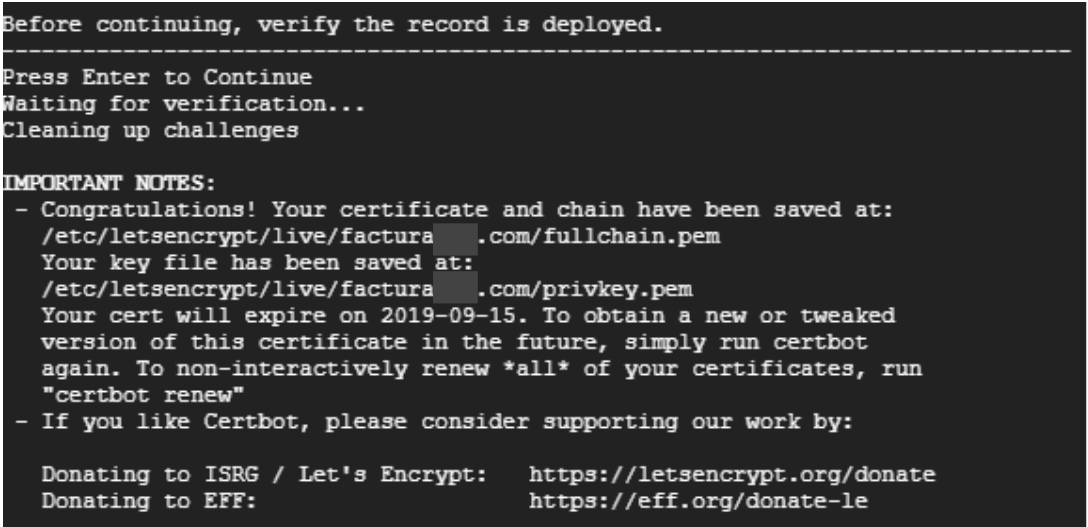 Before continuing, verify the record is deployed.
-------------------------------------------------------------------------------
Press Enter to Continue
Waiting for verification...
Cleaning up challenges
IMPORTANT NOTES:
- Congratulations! Your certificate and chain have been saved at:
/etc/letsencrypt/live/factura .com/fullchain.pem
Your key file has been saved at:
/etc/letsencrypt/live/factura .com/privkey.pem
Your cert will expire on 2019-09-15. To obtain a new or tweaked
version of this certificate in the future, simply run certbot
again. To non-interactively renew *all* of your certificates, run
"certbot renew"
- If you like Certbot, please consider supporting our work by:
Donating to ISRG / Let's Encrypt: https://letsencrypt.org/donate
Donating to EFF: https://eff.org/donate-le